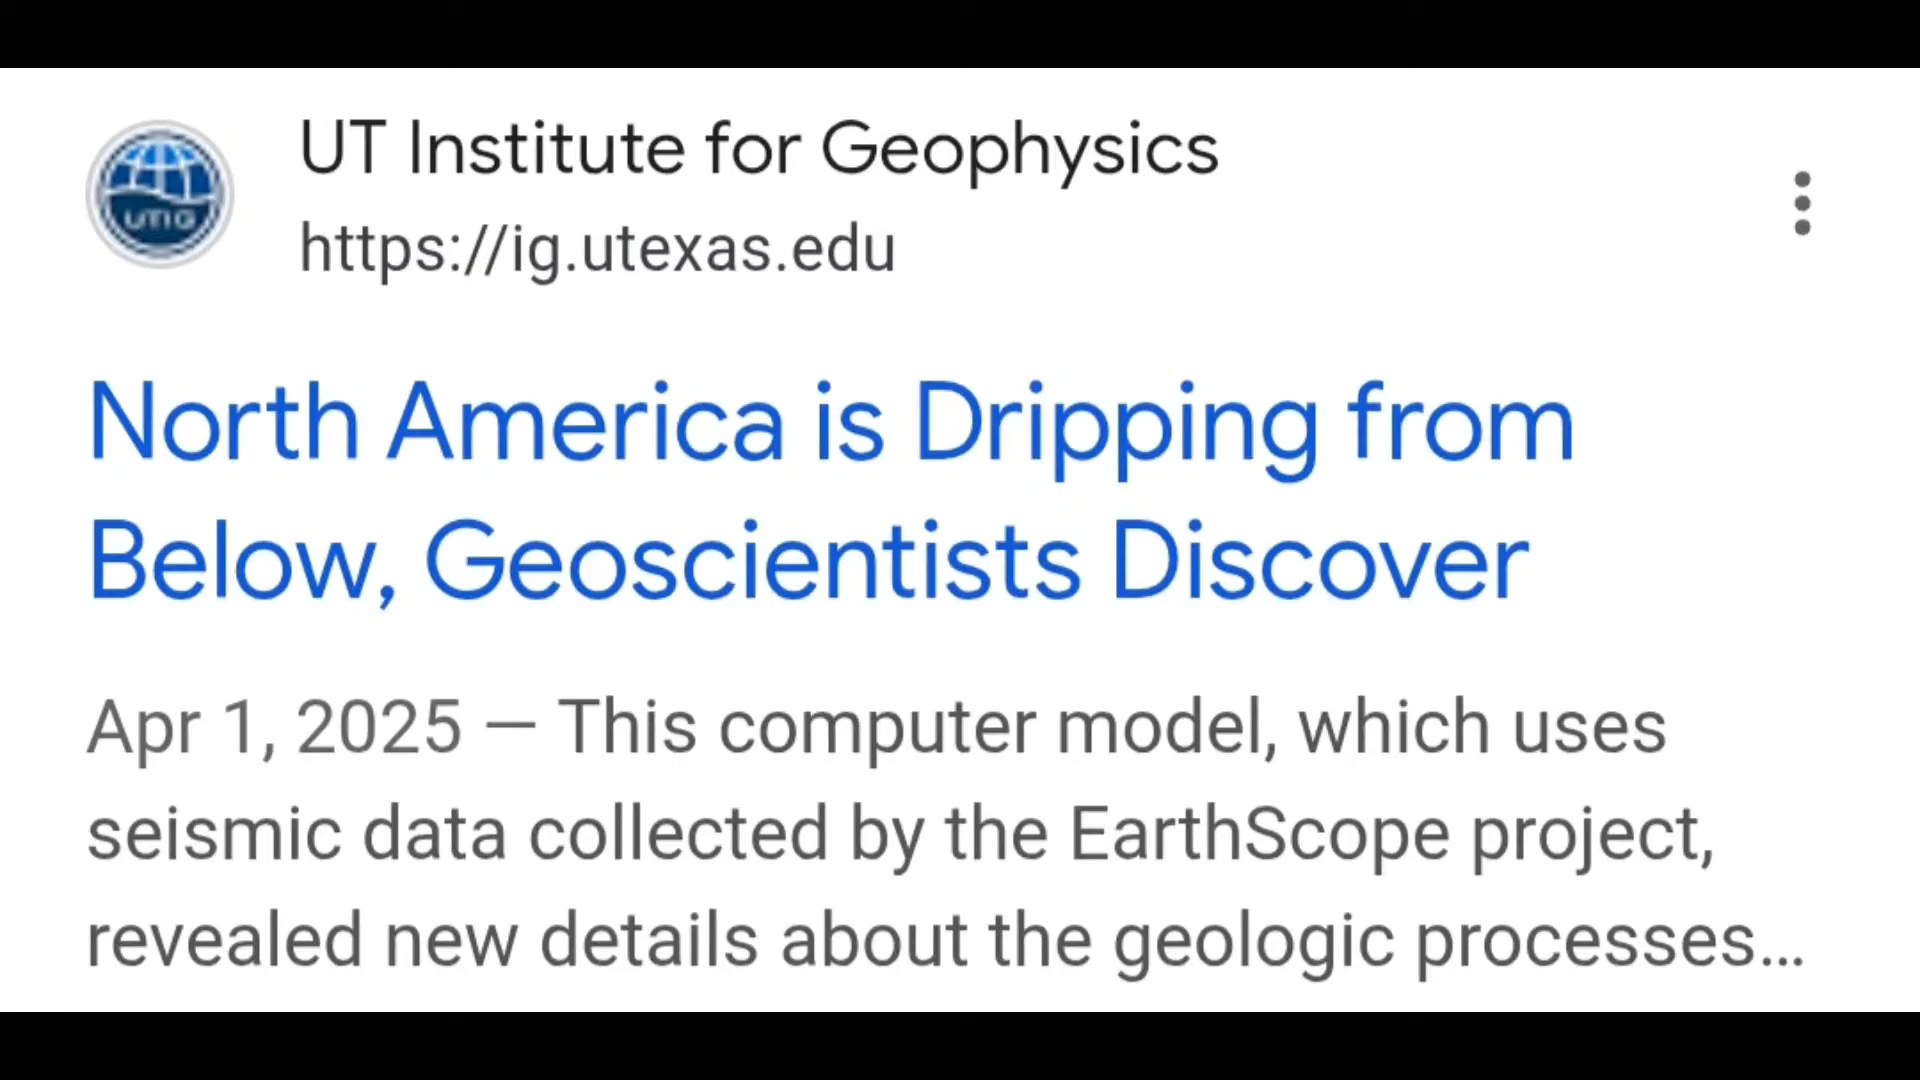 UTIG
UT Institute for Geophysics
https://ig.utexas.edu
North America is Dripping from
Below, Geoscientists Discover
Apr 1, 2025 — This computer model, which uses
seismic data collected by the EarthScope project,
revealed new details about the geologic processes...